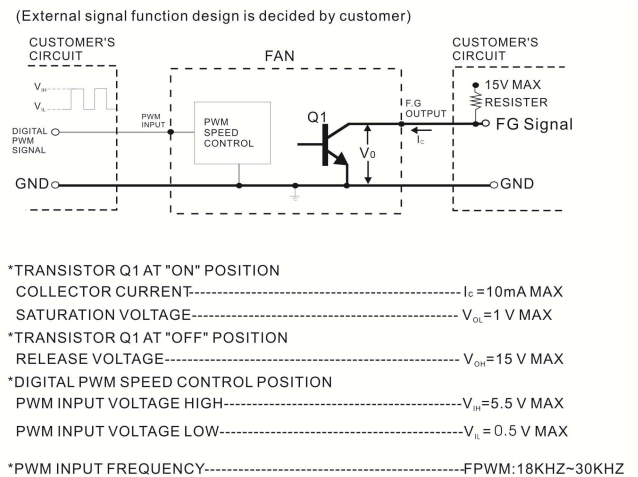 (External signal function design is decided by customer)
CUSTOMER'S
CIRCUIT
FAN
CUSTOMER'S
CIRCUIT
VIH
VIL
15V MAX
RESISTER
F.G
OUTPUT
Q1
PWM
INPUT
PWM
SPEED
CONTROL
FG Signal
DIGITAL
PWM
SIGNAL
Ic
V0
GND
GND
*TRANSISTOR Q1 AT "ON" POSITION
COLLECTOR CURRENT------------------------------------Ic =10mA MAX
SATURATION VOLTAGE------------------------------------VOL=1 V MAX
*TRANSISTOR Q1 AT "OFF" POSITION
RELEASE VOLTAGE----------------------------------------VOH=15 V MAX
*DIGITAL PWM SPEED CONTROL POSITION
PWM INPUT VOLTAGE HIGH--------------------------------VIH=5.5 V MAX
PWM INPUT VOLTAGE LOW---------------------------------VIL = 0.5 V MAX
*PWM INPUT FREQUENCY-----------------------------------FPWM:18KHZ~30KHZ